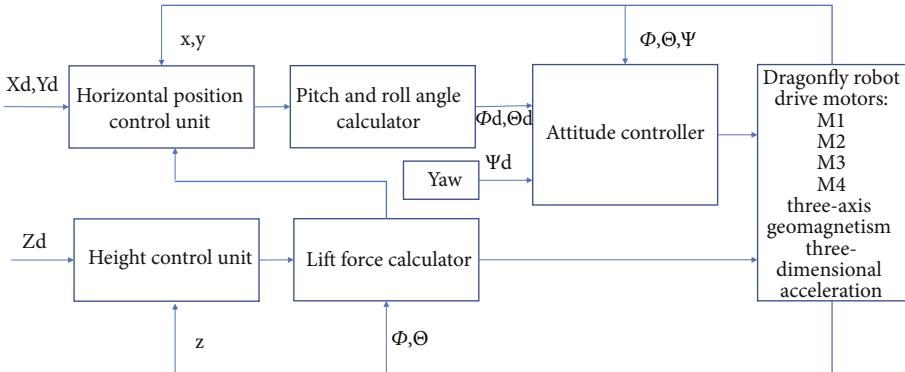 x,y
Φ,Θ,Ψ
Xd,Yd
Horizontal position
control unit
Pitch and roll angle
calculator
Φd,Θd
Attitude controller
Dragonfly robot
drive motors:
M1
M2
M3
M4
three-axis
geomagnetism
three-
dimensional
acceleration
Yaw
Ψd
Zd
Height control unit
Lift force calculator
z
Φ,Θ